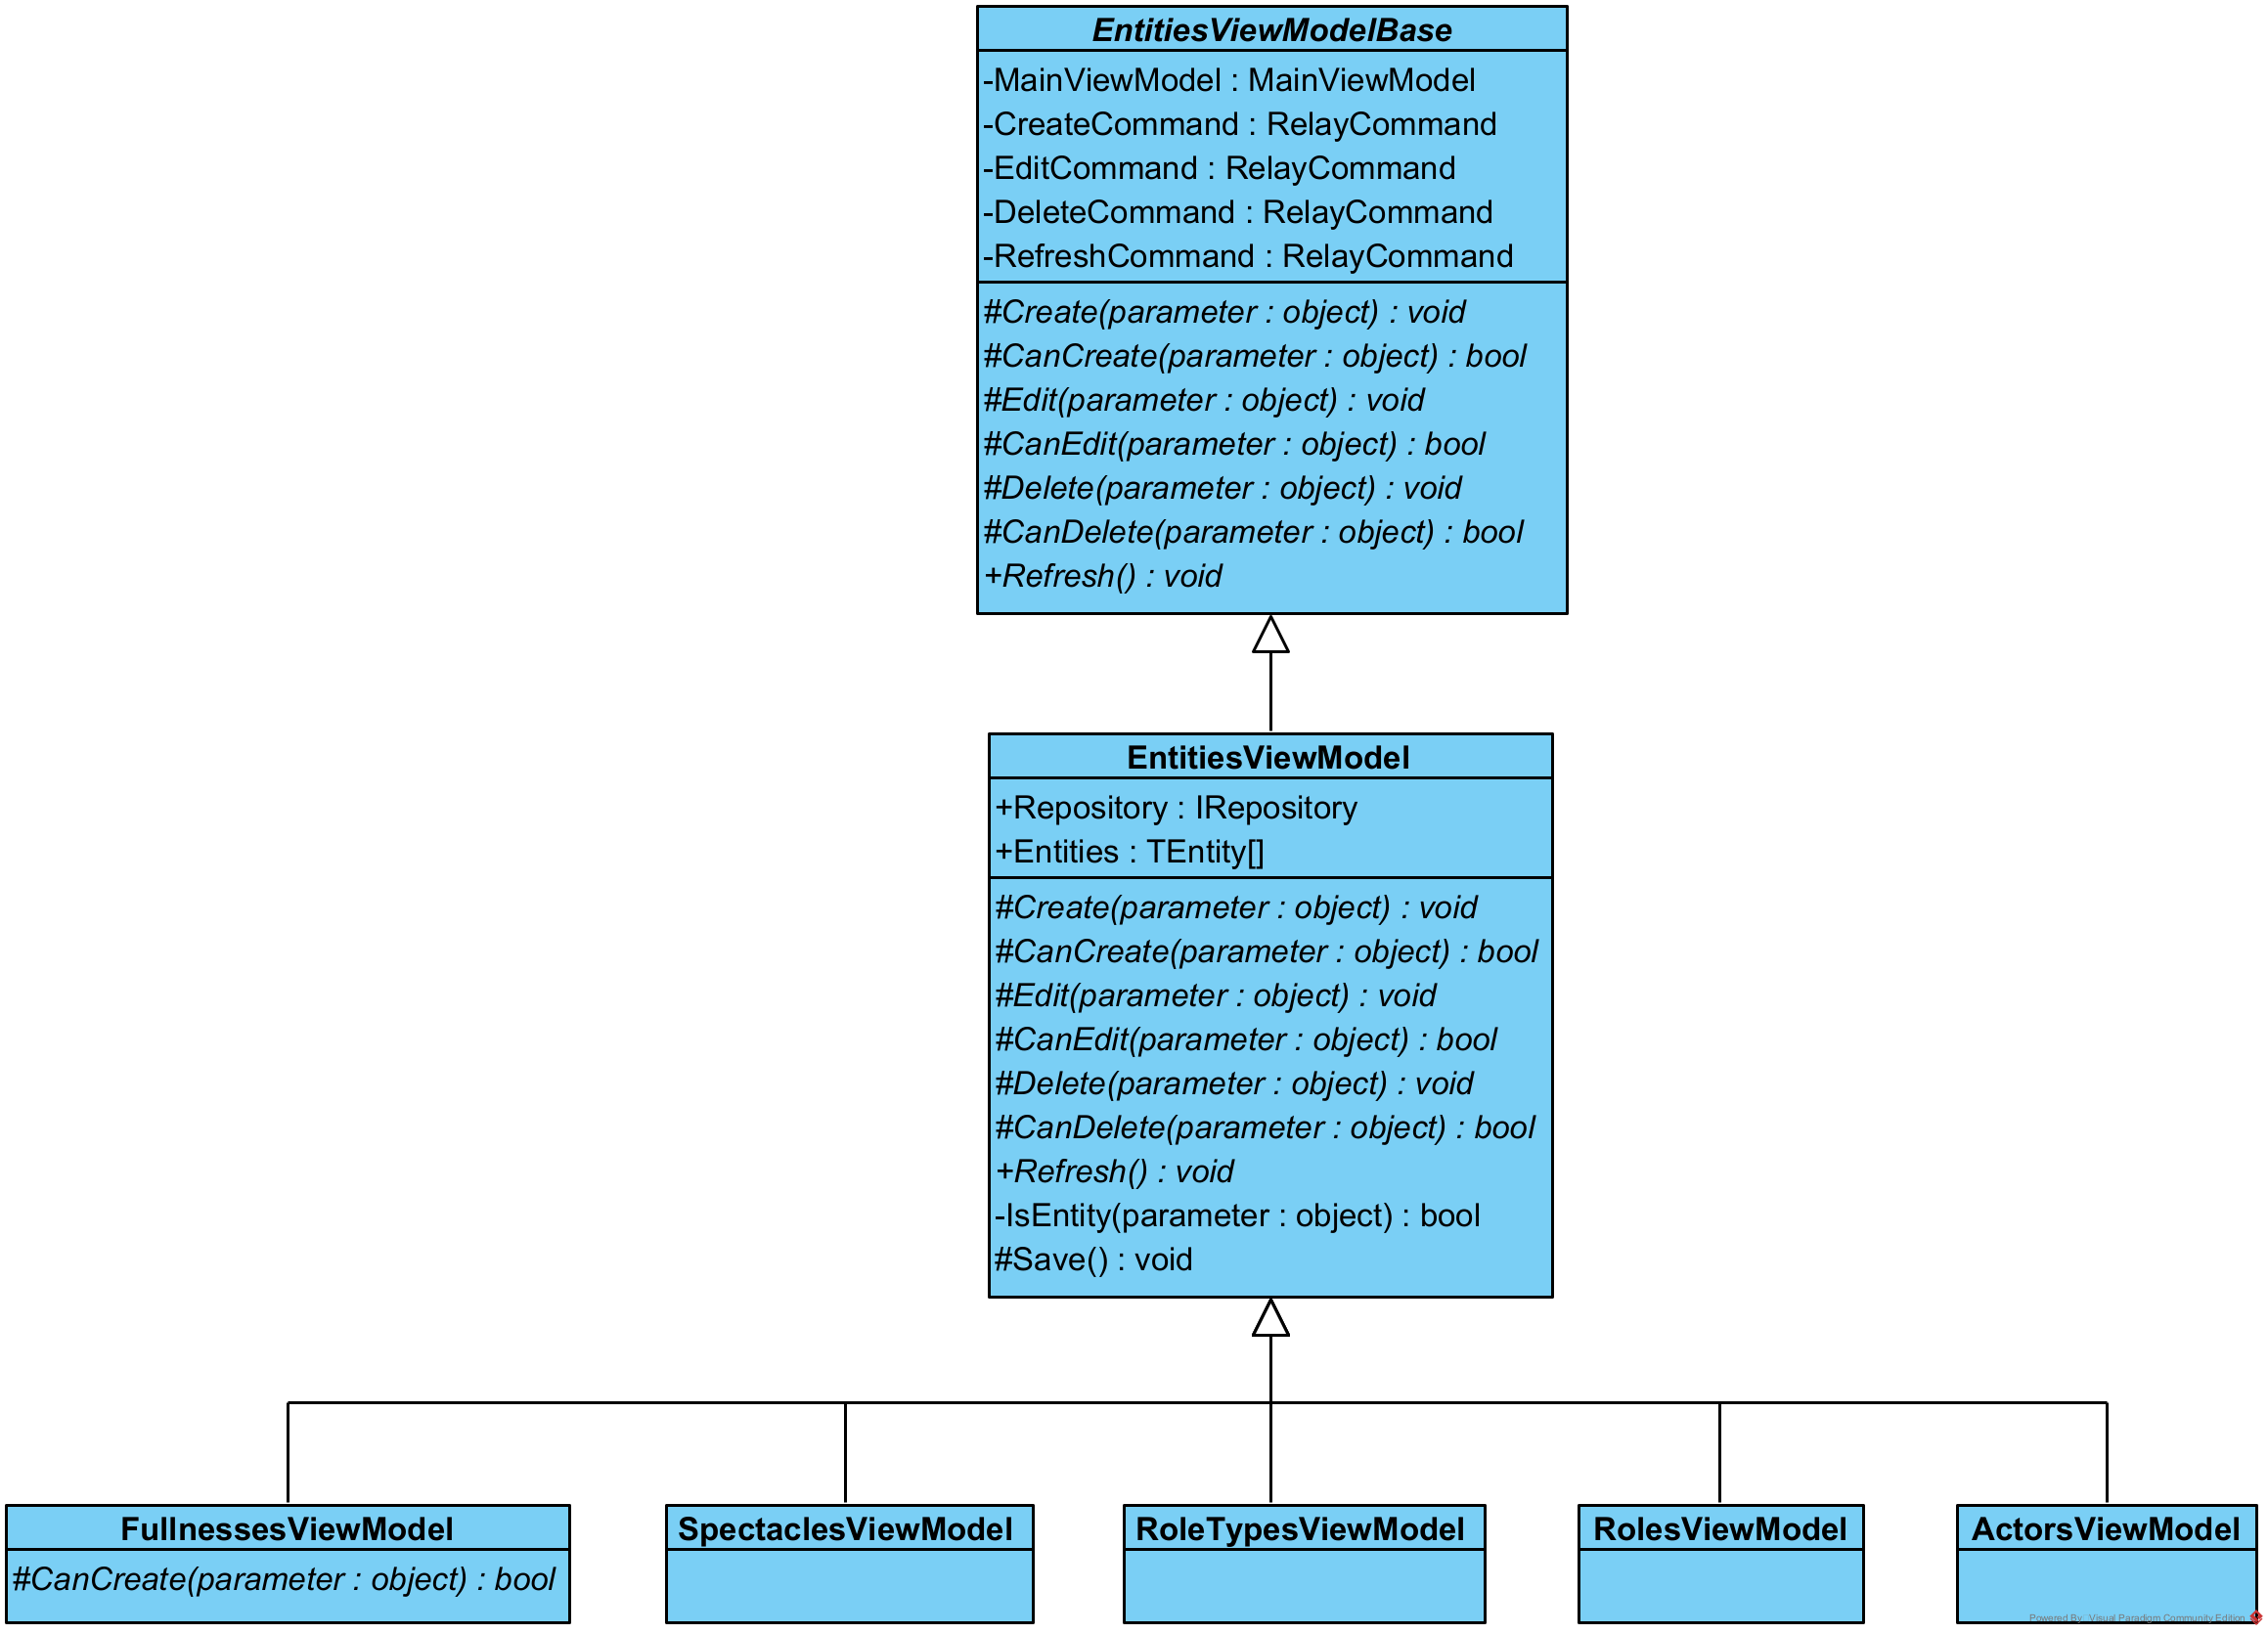 EntitiesViewModelBase
-MainViewModel : MainViewModel
-CreateCommand : RelayCommand
-EditCommand : RelayCommand
-DeleteCommand : RelayCommand
-RefreshCommand : RelayCommand
#Create(parameter : object) : void
#CanCreate(parameter : object) : bool
#Edit(parameter : object) : void
#CanEdit(parameter : object) : bool
#Delete(parameter : object) : void
#CanDelete(parameter : object) : bool
+Refresh() : void
EntitiesViewModel
+Repository : IRepository
+Entities : TEntity[]
#Create(parameter : object) : void
#CanCreate(parameter : object) : bool
#Edit(parameter : object) : void
#CanEdit(parameter : object) : bool
#Delete(parameter : object) : void
#CanDelete(parameter : object) : bool
+Refresh() : void
-IsEntity(parameter : object) : bool
#Save() : void
FullnessesViewModel
#CanCreate(parameter : object) : bool
SpectaclesViewModel
RoleTypesViewModel
RolesViewModel
ActorsViewModel
Powered By Visual Paradigm Community Edition